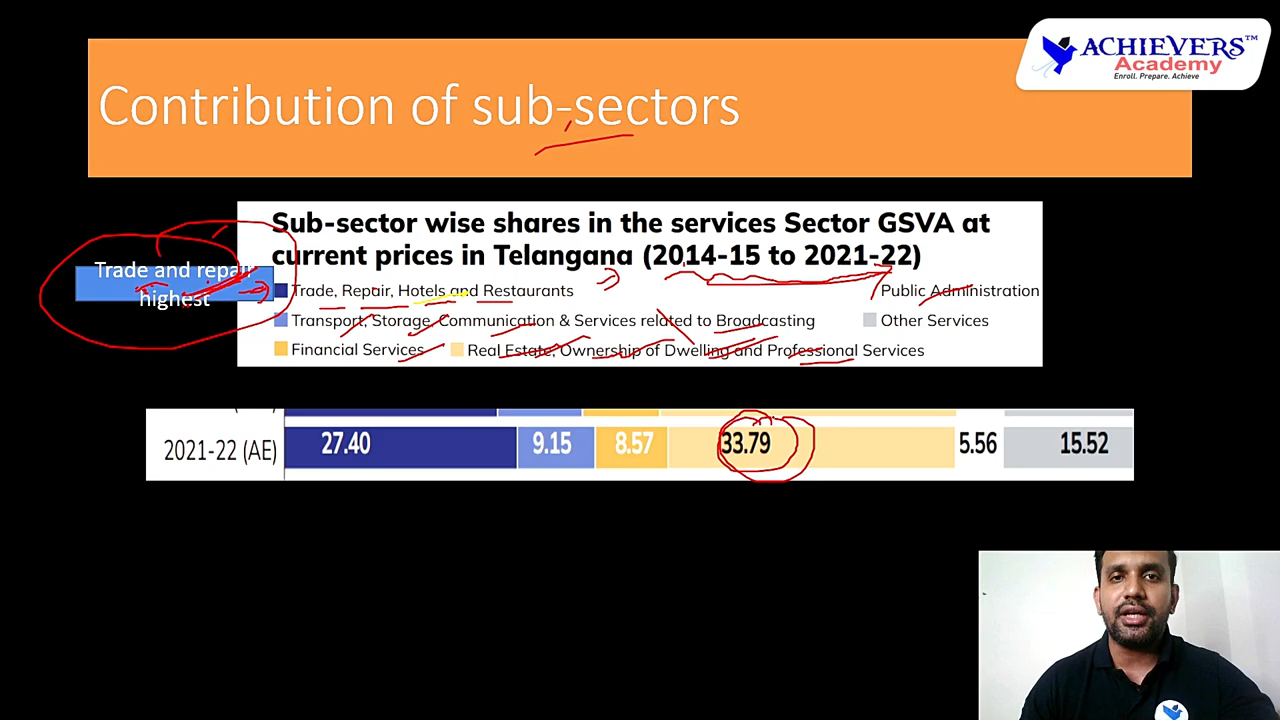 ACHIEVERS™
Academy
Enroll. Prepare. Achieve
Contribution of sub-sectors
Sub-sector wise shares in the services Sector GSVA at
current prices in Telangana (2014-15 to 2021-22)
Trade and repair
highest
Trade, Repair, Hotels and Restaurants
Public Administration
Transport, Storage, Communication & Services related to Broadcasting
Other Services
Financial Services
Real Estate, Ownership of Dwelling and Professional Services
2021-22 (AE) 27.40 9.15 8.57 33.79 5.56 15.52